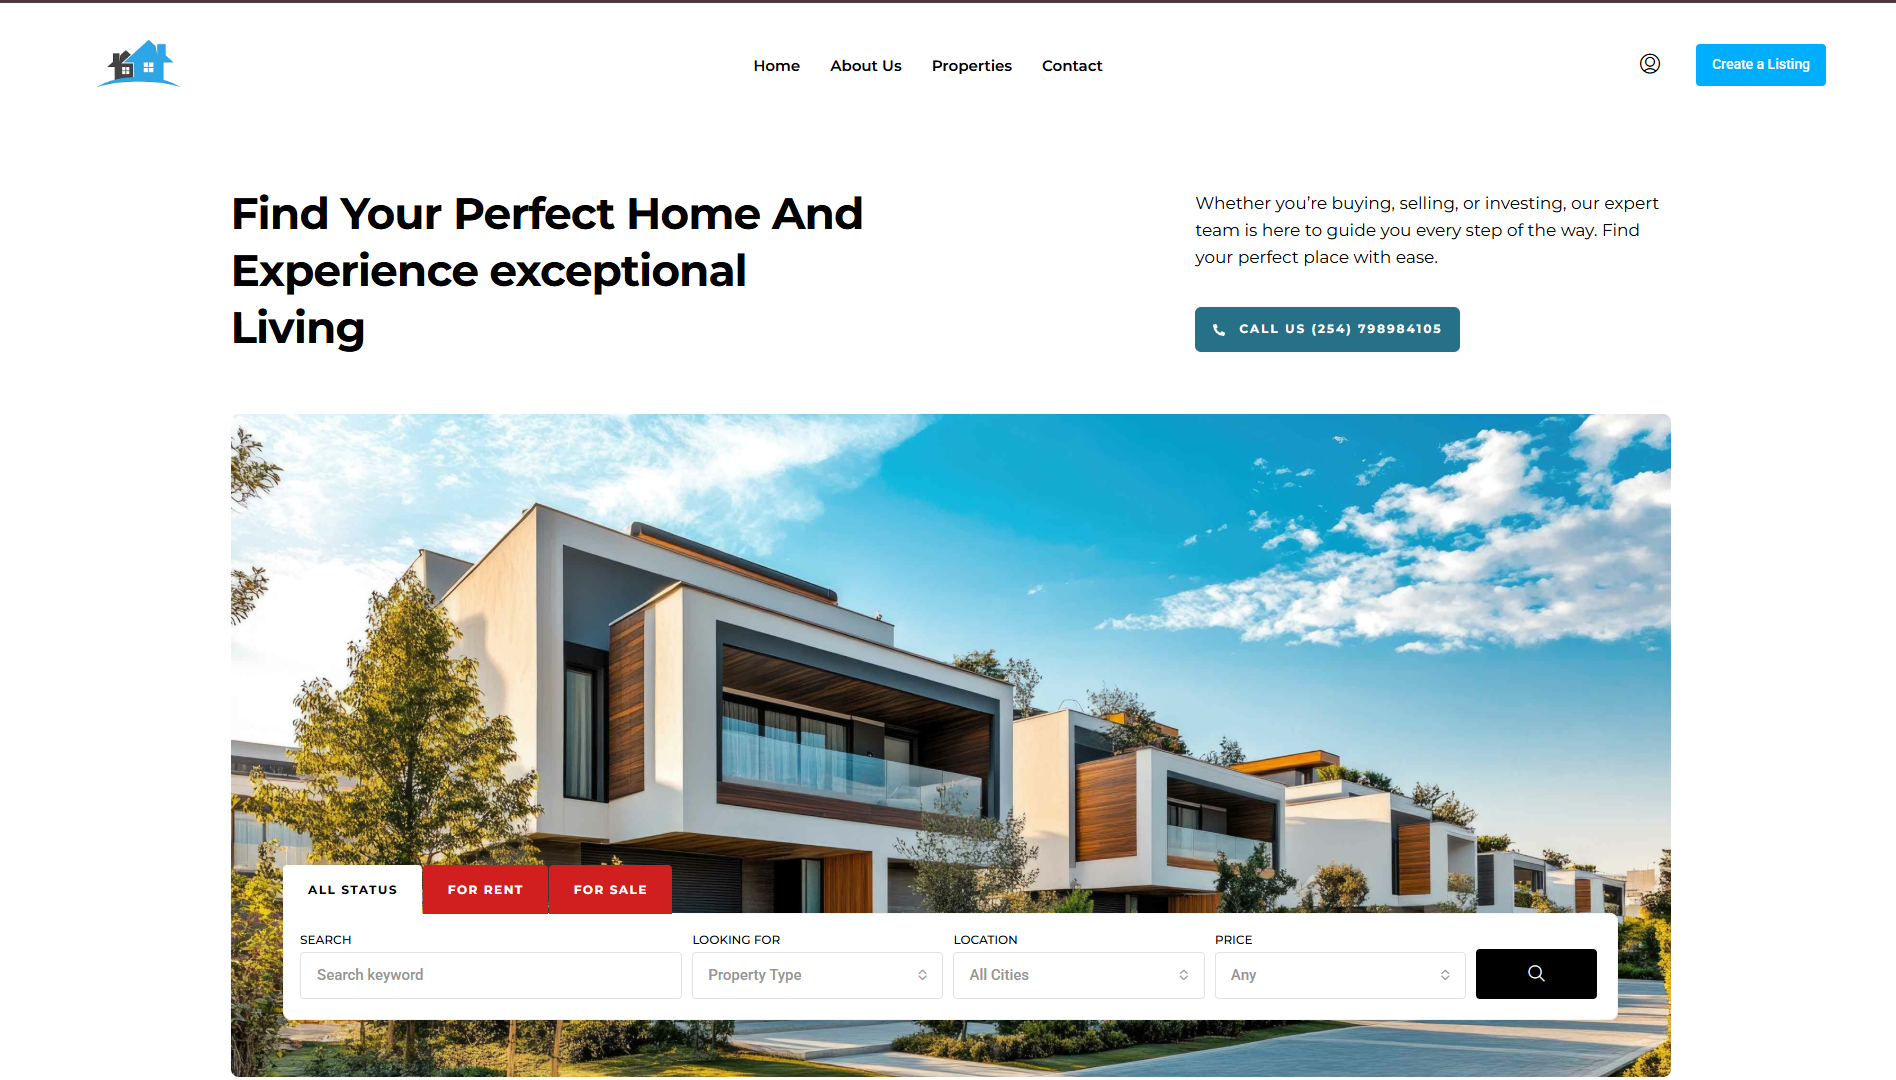 Home
About Us
Properties
Contact
Create a Listing
Find Your Perfect Home And
Experience exceptional
Living
Whether you’re buying, selling, or investing, our expert
team is here to guide you every step of the way. Find
your perfect place with ease.
CALL US (254) 798984105
ALL STATUS
FOR RENT
FOR SALE
SEARCH
Search keyword
LOOKING FOR
Property Type
LOCATION
All Cities
PRICE
Any